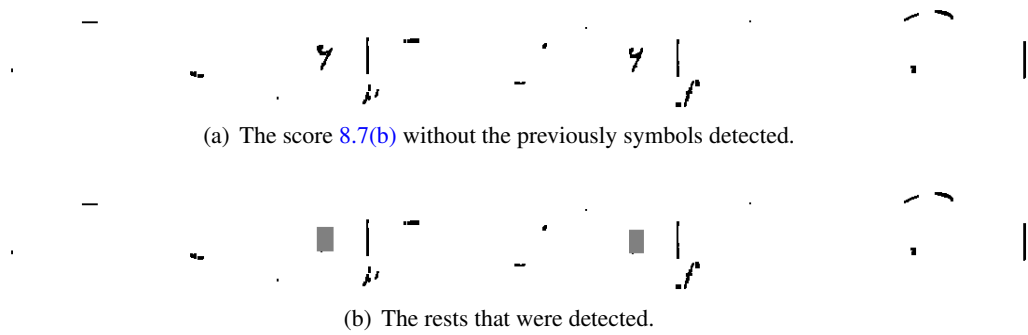 (a) The score 8.7(b) without the previously symbols detected.
(b) The rests that were detected.